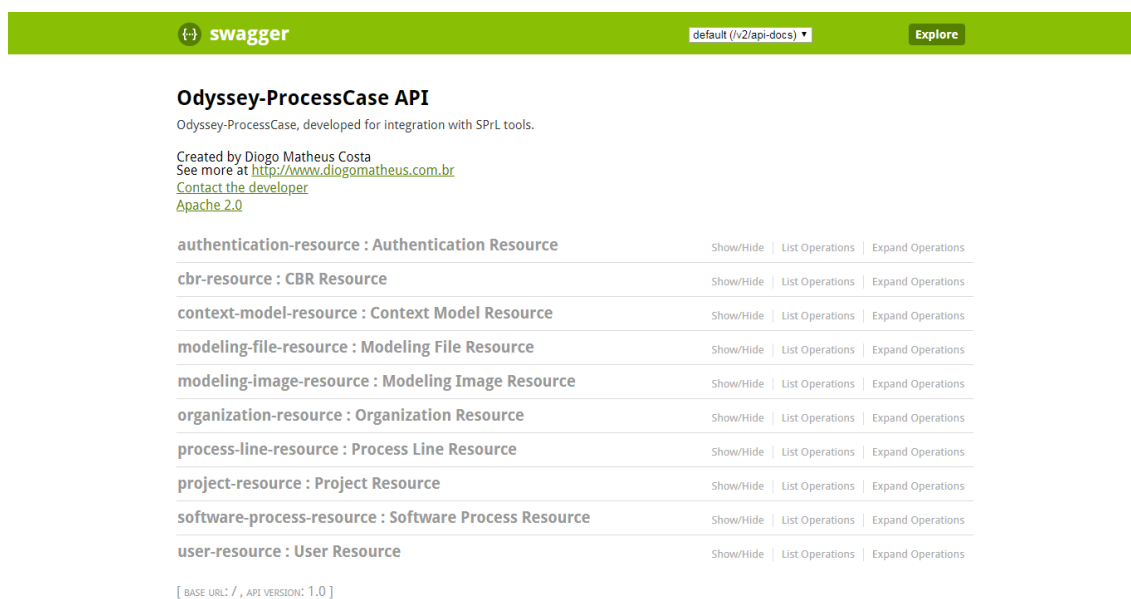 swagger default (/v2/api-docs) Explore
Odyssey-ProcessCase API
Odyssey-ProcessCase, developed for integration with SPrL tools.
Created by Diogo Matheus Costa
See more at http://www.diogomatheus.com.br
Contact the developer
Apache 2.0
authentication-resource : Authentication Resource Show/Hide List Operations Expand Operations
cbr-resource : CBR Resource Show/Hide List Operations Expand Operations
context-model-resource : Context Model Resource Show/Hide List Operations Expand Operations
modeling-file-resource : Modeling File Resource Show/Hide List Operations Expand Operations
modeling-image-resource : Modeling Image Resource Show/Hide List Operations Expand Operations
organization-resource : Organization Resource Show/Hide List Operations Expand Operations
process-line-resource : Process Line Resource Show/Hide List Operations Expand Operations
project-resource : Project Resource Show/Hide List Operations Expand Operations
software-process-resource : Software Process Resource Show/Hide List Operations Expand Operations
user-resource : User Resource Show/Hide List Operations Expand Operations
[ BASE URL: / , API VERSION: 1.0 ]